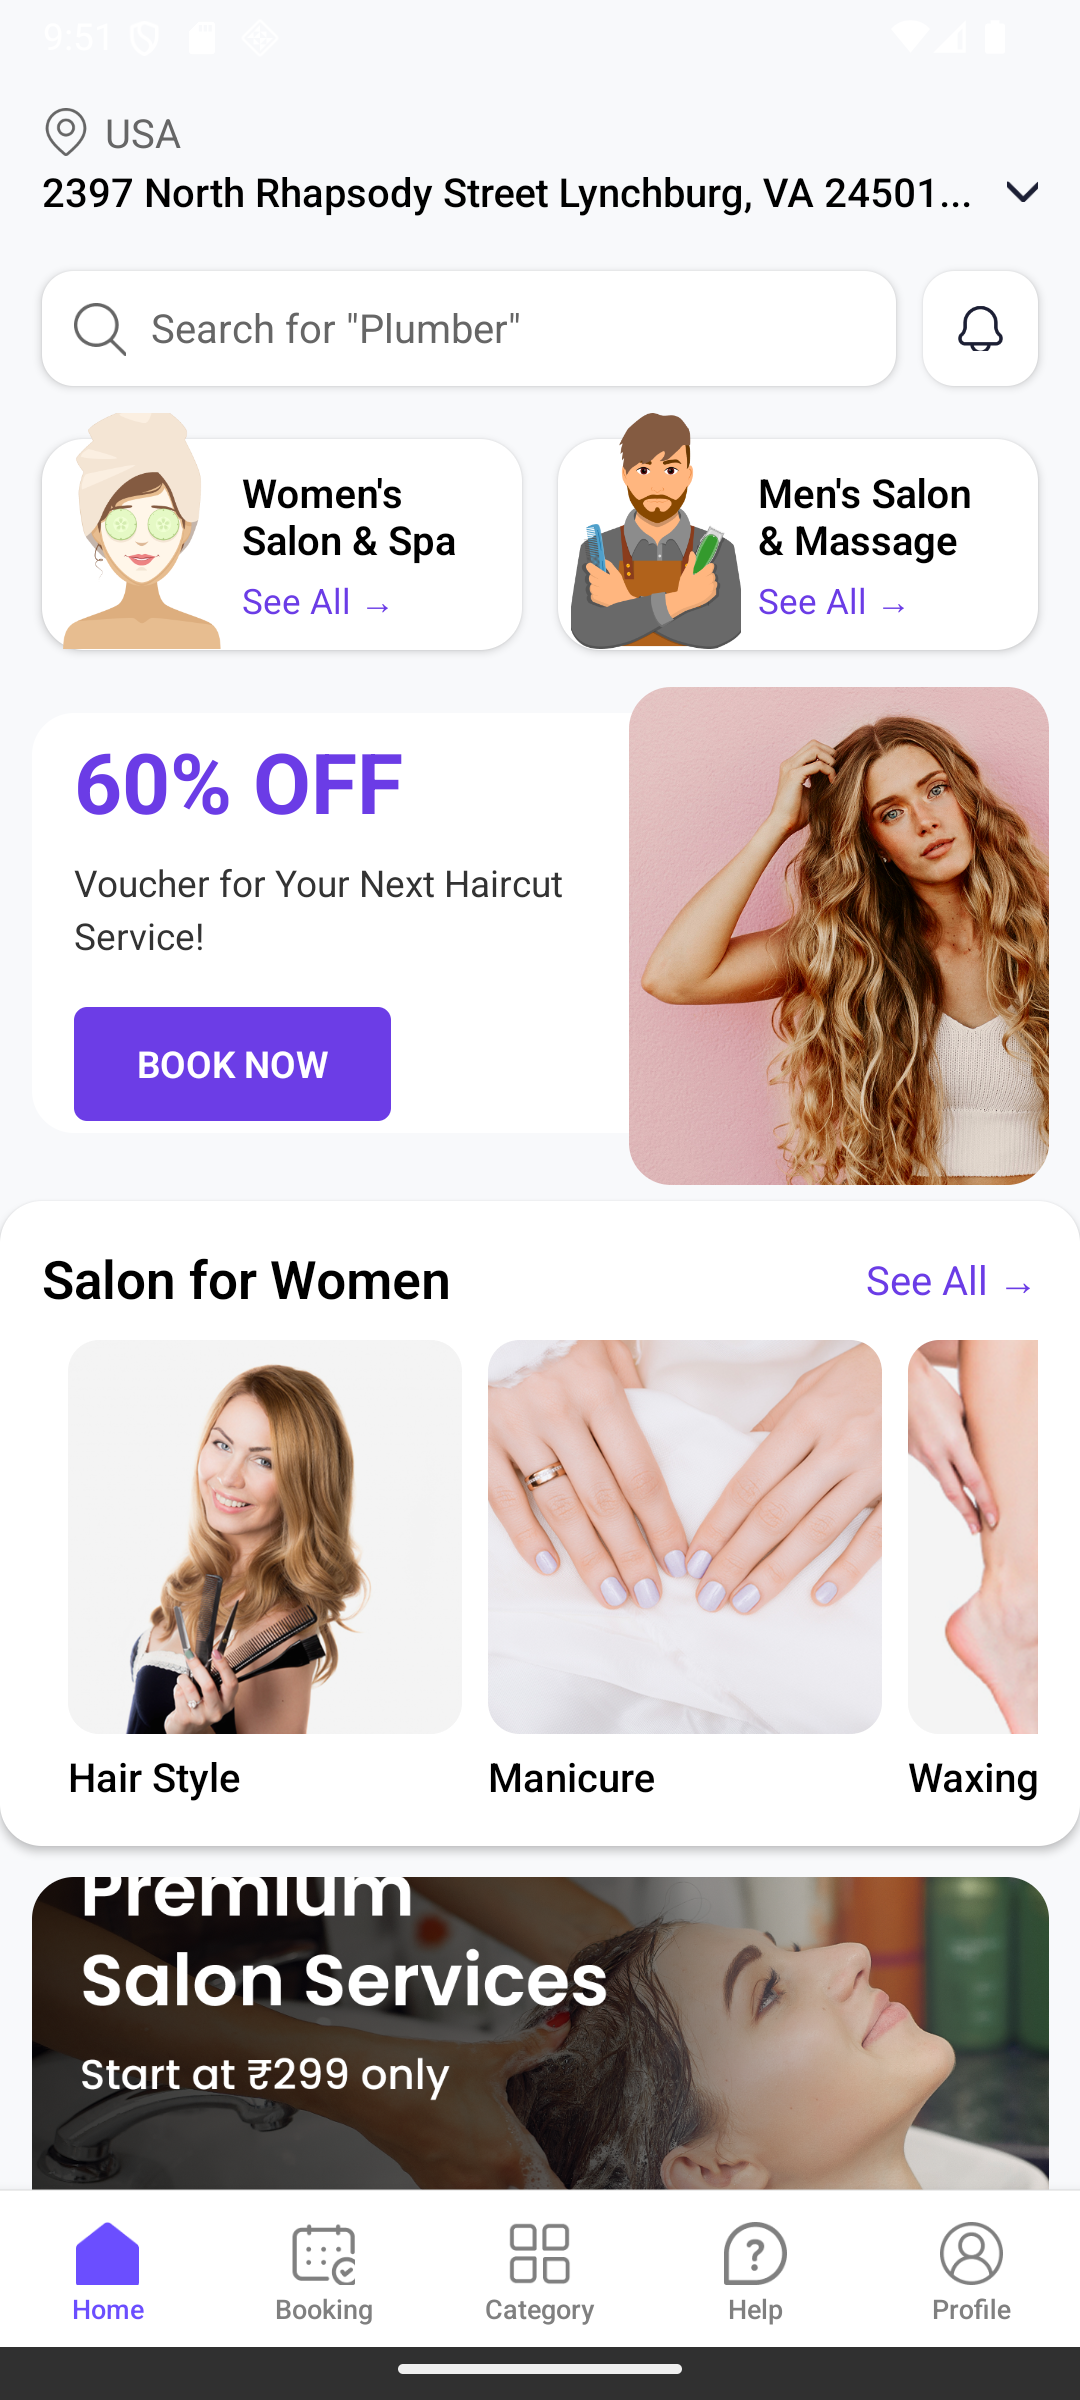 9:51
USA
2397 North Rhapsody Street Lynchburg, VA 24501...
Search for "Plumber"
Women's
Salon & Spa
See All →
Men's Salon
& Massage
See All →
60% OFF
Voucher for Your Next Haircut
Service!
BOOK NOW
Salon for Women
See All →
Hair Style
Manicure
Waxing
Premium
Salon Services
Start at ₹299 only
Home
Booking
Category
Help
Profile